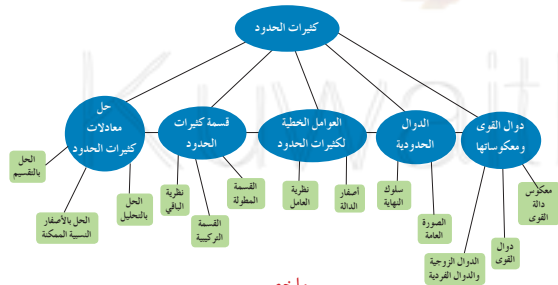 كثيرات الحدود
دوال القوى
ومعكوساتها
الدوال
الحدودية
العوامل الخطية
لكثيرات الحدود
قسمة كثيرات
الحدود
حل
معادلات
كثيرات الحدود
معكوس
دالة
القوى
دوال
القوى
الدوال الزوجية
والدوال الفردية
الصورة
العامة
سلوك
النهاية
أصفار
الدالة
نظرية
العامل
القسمة
المطولة
القسمة
التركيبية
نظرية
الباقي
الحل
بالتحليل
الحل بالأصفار
النسبية الممكنة
الحل
بالتقسيم
Kuwait